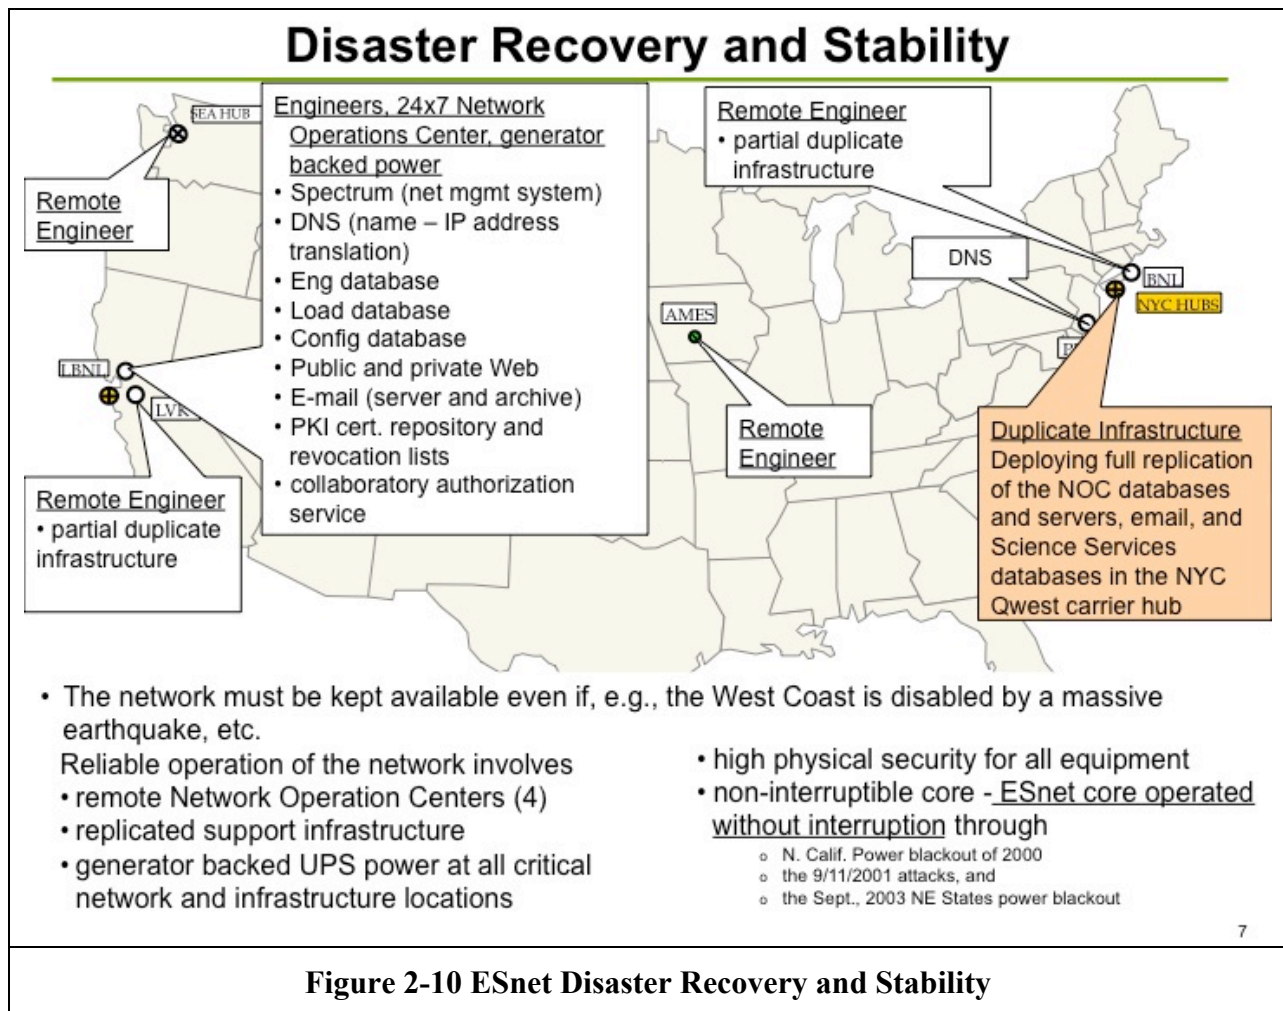 Disaster Recovery and Stability
SEA HUB
Remote
Engineer
Engineers, 24x7 Network
Operations Center, generator
backed power
• Spectrum (net mgmt system)
• DNS (name – IP address
translation)
• Eng database
• Load database
• Config database
• Public and private Web
• E-mail (server and archive)
• PKI cert. repository and
revocation lists
• collaboratory authorization
service
Remote Engineer
• partial duplicate
infrastructure
DNS
BNL
NYC HUBS
AMES
LBNL
LVK
Remote
Engineer
Remote Engineer
• partial duplicate
infrastructure
Duplicate Infrastructure
Deploying full replication
of the NOC databases
and servers, email, and
Science Services
databases in the NYC
Qwest carrier hub
• The network must be kept available even if, e.g., the West Coast is disabled by a massive
earthquake, etc.
Reliable operation of the network involves
• remote Network Operation Centers (4)
• replicated support infrastructure
• generator backed UPS power at all critical
network and infrastructure locations
• high physical security for all equipment
• non-interruptible core - ESnet core operated
without interruption through
o N. Calif. Power blackout of 2000
o the 9/11/2001 attacks, and
o the Sept., 2003 NE States power blackout
7
Figure 2-10 ESnet Disaster Recovery and Stability